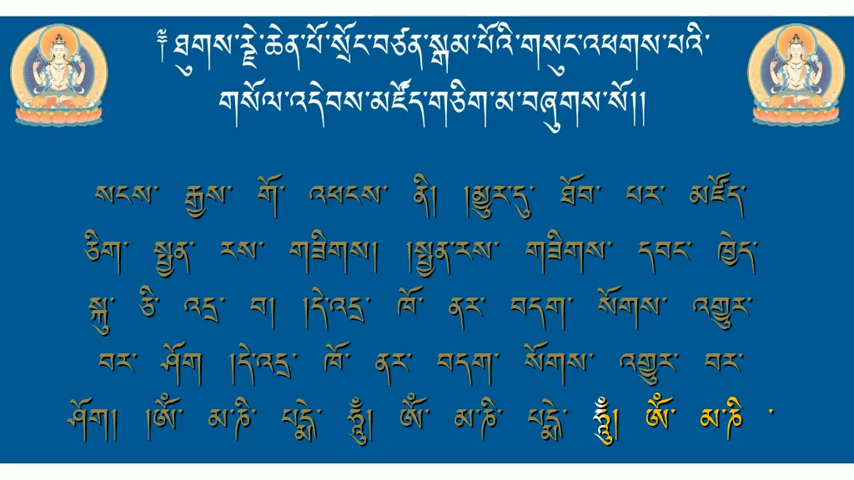 ༈ ཐུགས་རྗེ་ཆེན་པོ་སྲོང་བཙན་སྒམ་པོའི་གསུང་འཕགས་པའི་
གསོལ་འདེབས་མཛོད་གཅིག་མ་བཞུགས་སོ།།
སངས་ རྒྱས་ གོ་ འཕངས་ ནི། །མྱུར་དུ་ ཐོབ་ པར་ མཛོད་
ཅིག་ སྤྱན་ རས་ གཟིགས། །སྤྱན་རས་ གཟིགས་ དབང་ ཁྱེད་
སྐུ་ ཅི་ འདྲ་ བ། །དེ་འདྲ་ ཁོ་ ནར་ བདག་ སོགས་ འགྱུར་
བར་ ཤོག །དེ་འདྲ་ ཁོ་ ནར་ བདག་ སོགས་ འགྱུར་ བར་
ཤོག། །ཨོཾ་ མ་ཎི་ པདྨེ་ ཧཱུྃ། ཨོཾ་ མ་ཎི་ པདྨེ་ ཧཱུྃ། ཨོཾ་ མ་ཎི ་